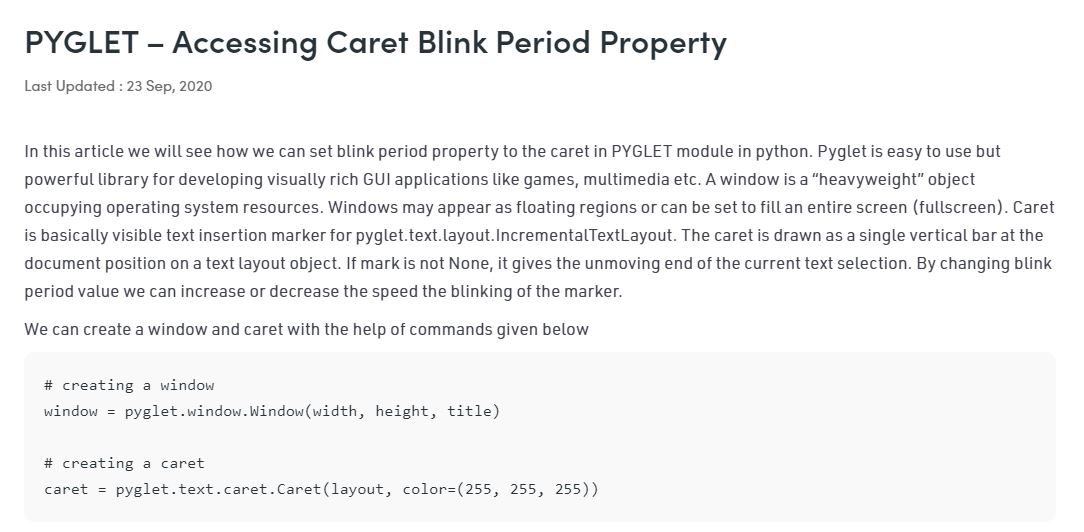 PYGLET – Accessing Caret Blink Period Property
Last Updated : 23 Sep, 2020
In this article we will see how we can set blink period property to the caret in PYGLET module in python. Pyglet is easy to use but
powerful library for developing visually rich GUI applications like games, multimedia etc. A window is a “heavyweight” object
occupying operating system resources. Windows may appear as floating regions or can be set to fill an entire screen (fullscreen). Caret
is basically visible text insertion marker for pyglet.text.layout.IncrementalTextLayout. The caret is drawn as a single vertical bar at the
document position on a text layout object. If mark is not None, it gives the unmoving end of the current text selection. By changing blink
period value we can increase or decrease the speed the blinking of the marker.
We can create a window and caret with the help of commands given below
# creating a window
window = pyglet.window.Window(width, height, title)
# creating a caret
caret = pyglet.text.caret.Caret(layout, color=(255, 255, 255))